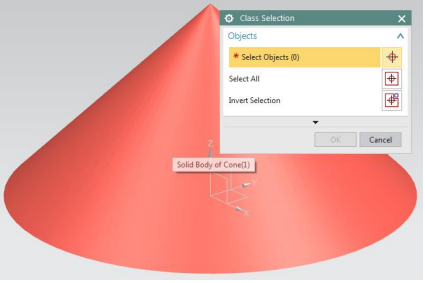 Class Selection
Objects
* Select Objects (0)
Select All
Invert Selection
OK Cancel
Z
Solid Body of Cone(1)
Y
X